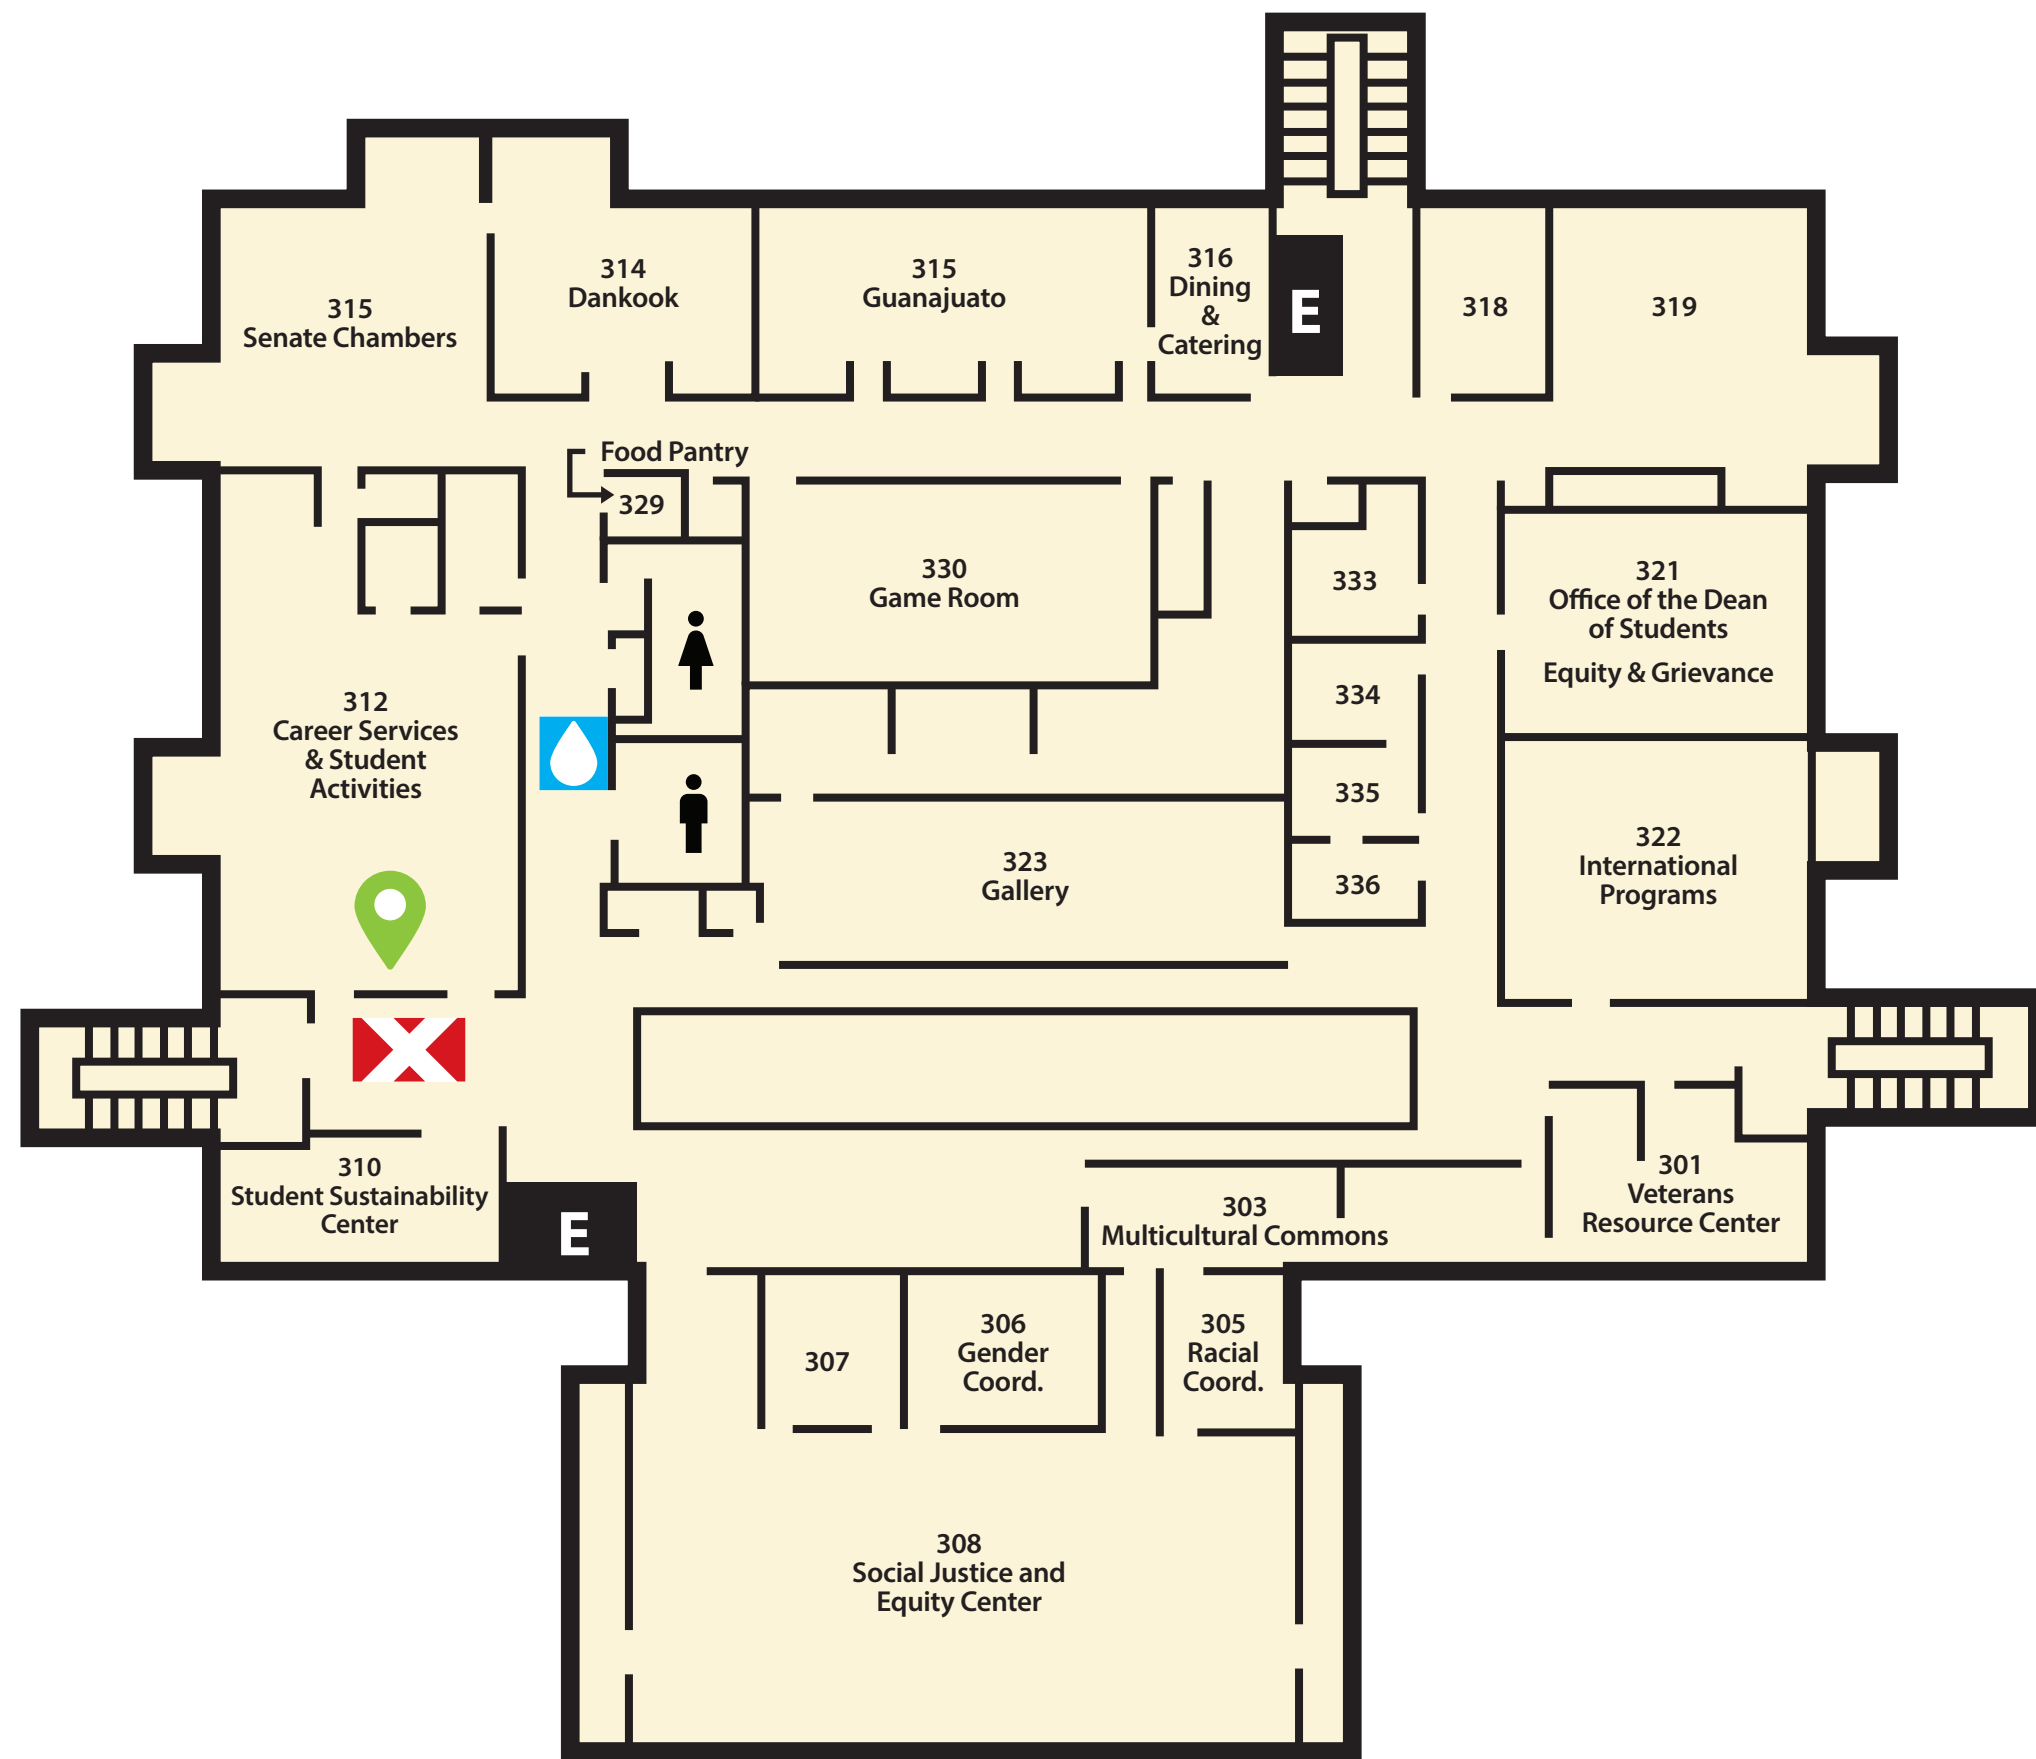 316
Dining
&
Catering
E
314
Dankook
315
Guanajuato
315
Senate Chambers
318
319
Food Pantry
329
330
Game Room
333
321
Office of the Dean
of Students
Equity & Grievance
334
312
Career Services
& Student
Activities
335
323
Gallery
336
322
International
Programs
310
Student Sustainability
Center
E
303
Multicultural Commons
301
Veterans
Resource Center
307
306
Gender
Coord.
305
Racial
Coord.
308
Social Justice and
Equity Center